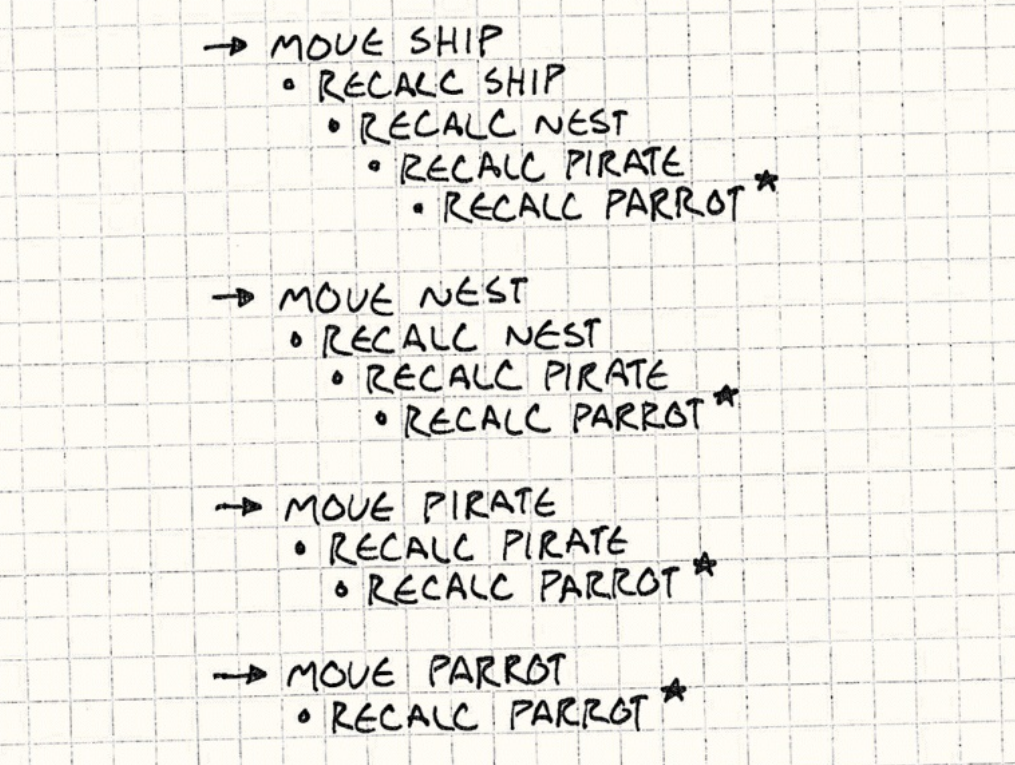 → MOVE SHIP
• RECALC SHIP
• RECALC NEST
• RECALC PIRATE
• RECALC PARROT ★
→ MOVE NEST
• RECALC NEST
• RECALC PIRATE
• RECALC PARROT ★
→ MOVE PIRATE
• RECALC PIRATE
• RECALC PARROT ★
→ MOVE PARROT
• RECALC PARROT ★